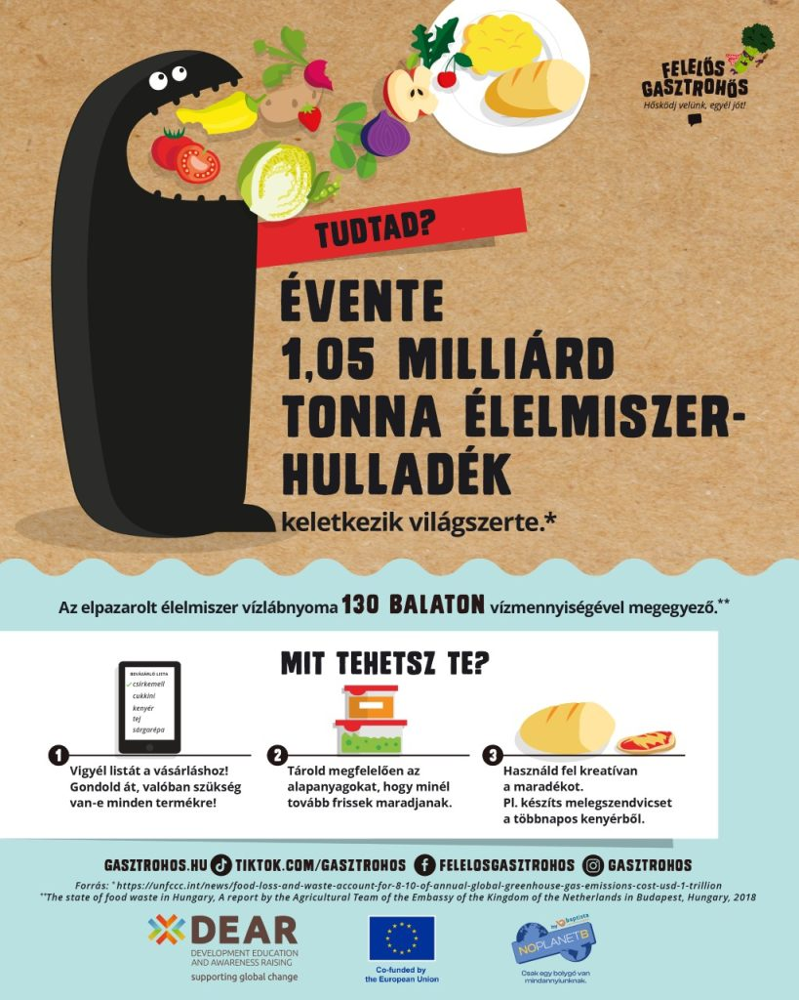 FELELŐS
GASZTROHŐS
Hősködj velünk, egyél jót!
TUDTAD?
ÉVENTE
1,05 MILLIÁRD
TONNA ÉLELMISZER-
HULLADÉK
keletkezik világszerte.*
Az elpazarolt élelmiszer vízlábnyoma 130 BALATON vízmennyiségével megegyező.**
MIT TEHETSZ TE?
BEVÁSÁRLÓ LISTA
csirkemell
cukkini
kenyér
tej
sárgarépa
1
Vigyél listát a vásárláshoz!
Gondold át, valóban szükség
van-e minden termékre!
2
Tárold megfelelően az
alapanyagokat, hogy minél
tovább frissek maradjanak.
3
Használd fel kreatívan
a maradékot.
Pl. készíts melegszendvicset
a többnapos kenyérből.
GASZTROHOS.HU TIKTOK.COM/GASZTROHOS FELELOSGASZTROHOS GASZTROHOS
Forrás: *https://unfccc.int/news/food-loss-and-waste-account-for-8-10-of-annual-global-greenhouse-gas-emissions-cost-usd-1-trillion
**The state of food waste in Hungary, A report by the Agricultural Team of the Embassy of the Kingdom of the Netherlands in Budapest, Hungary, 2018
DEAR
DEVELOPMENT EDUCATION
AND AWARENESS RAISING
supporting global change
Co-funded by
the European Union
by baptista
NOPLANETB
Csak egy bolygó van
mindannyiunknak.